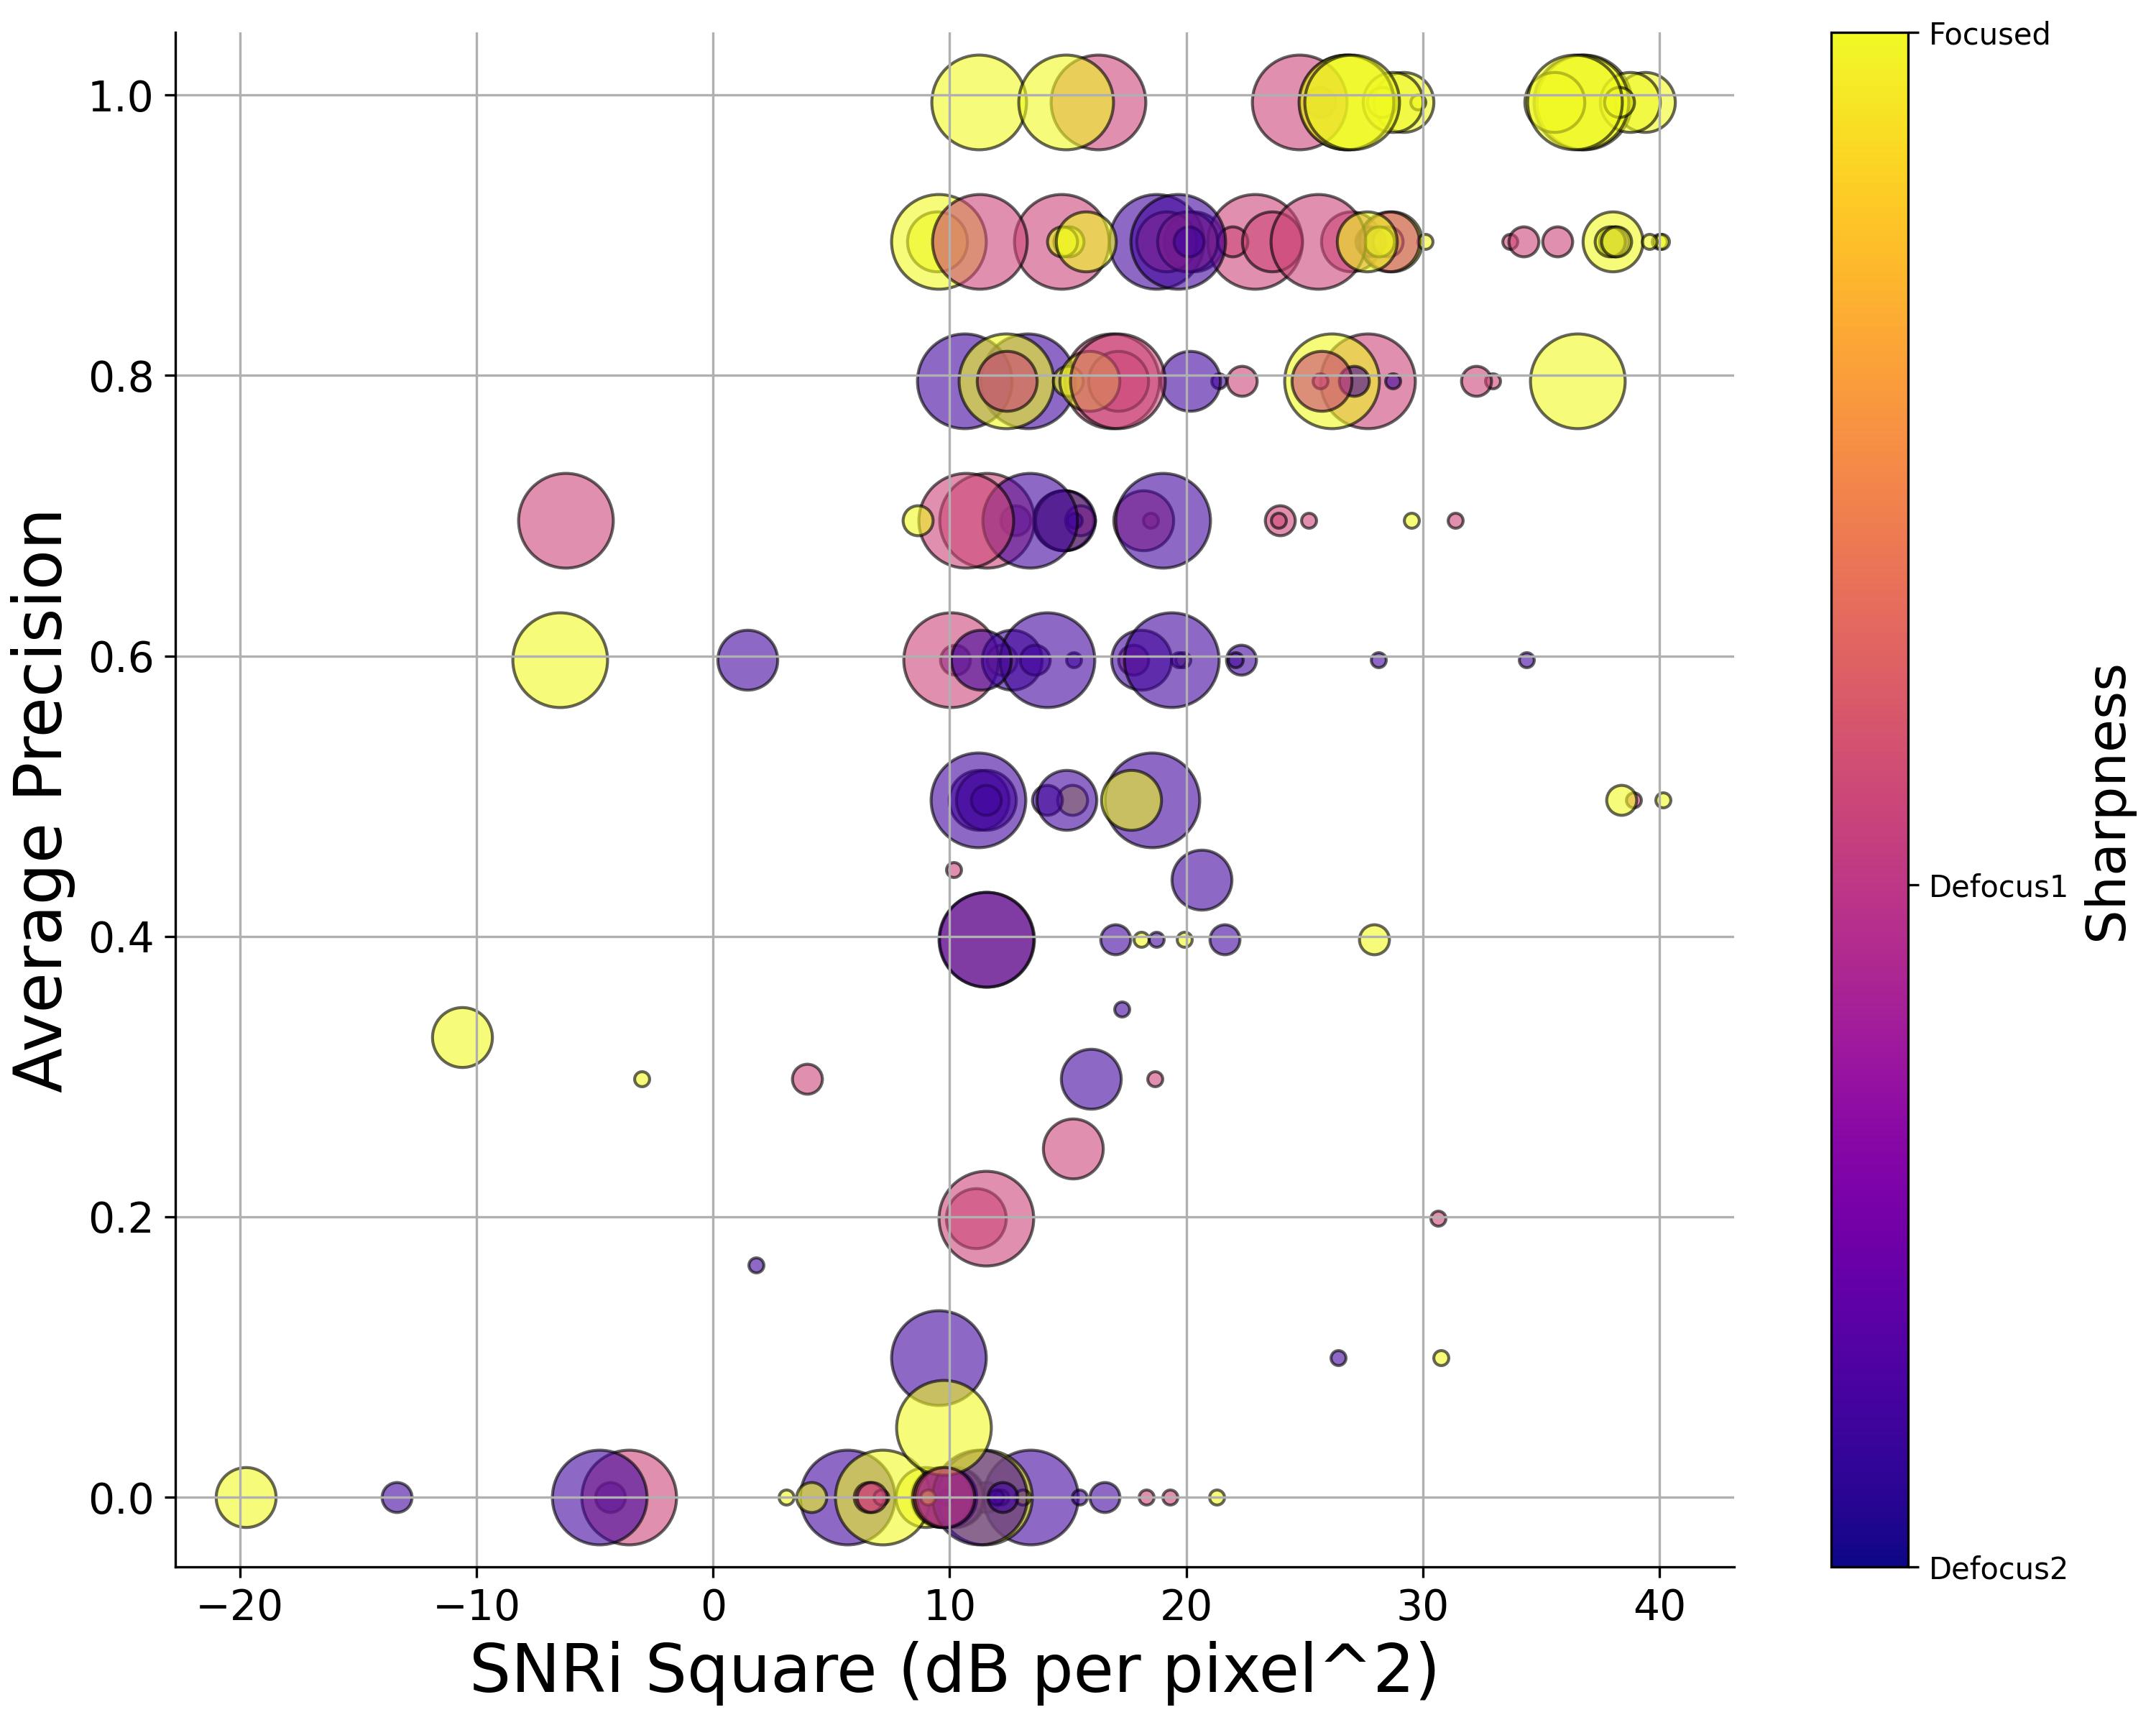 Average Precision
1.0
0.8
0.6
0.4
0.2
0.0
−20 −10 0 10 20 30 40
SNRi Square (dB per pixel^2)
Focused
Defocus1
Defocus2
Sharpness